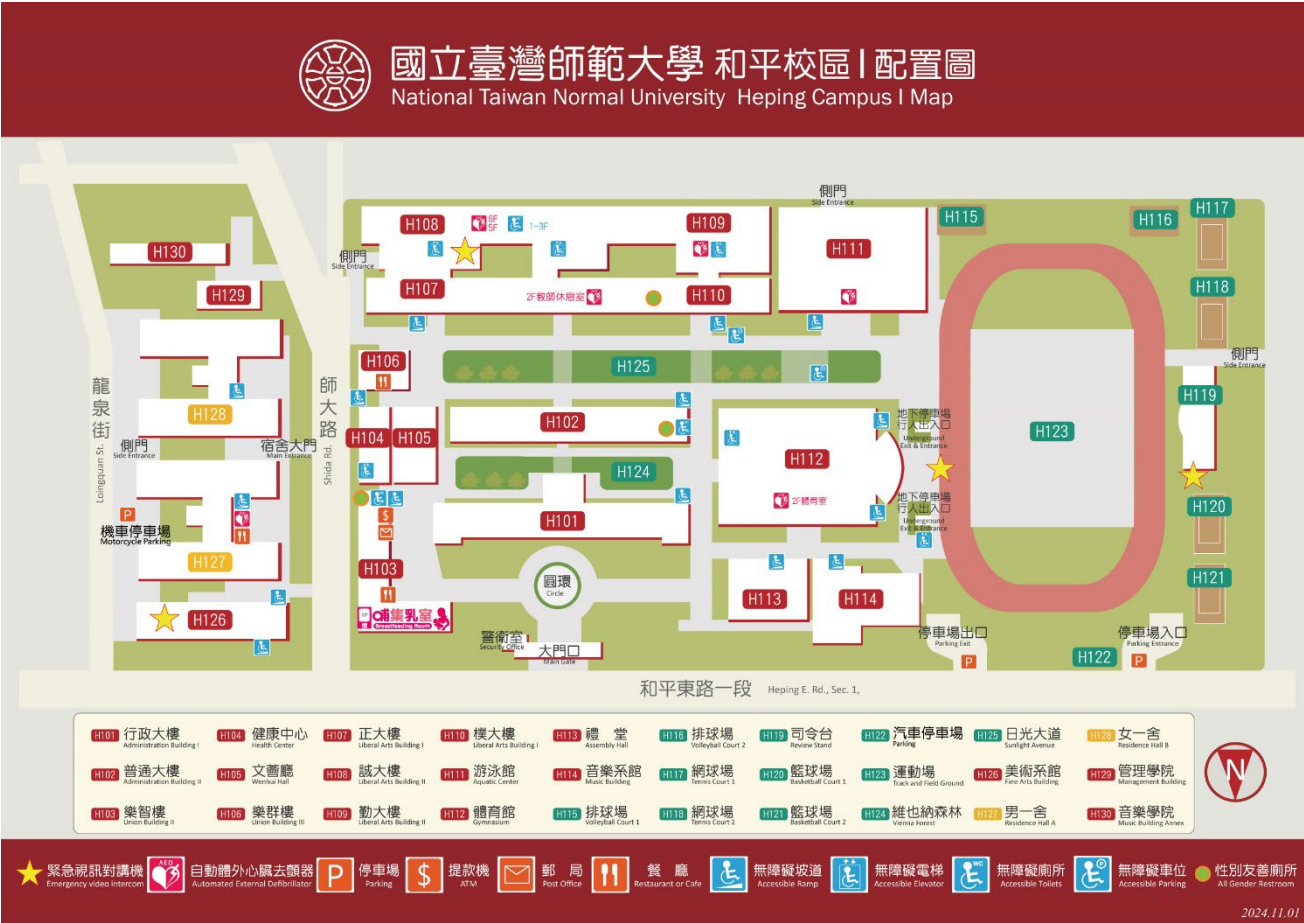 國立臺灣師範大學 和平校區 I 配置圖
National Taiwan Normal University Heping Campus I Map
側門
Side Entrance
H115
H116
H117
H108
6F
5F
1~3F
H109
H111
H130
側門
Side Entrance
H129
H107
2F教師休息室
H110
H118
H106
H125
側門
Side Entrance
H119
龍泉街
Loingquan St.
師大路
Shida Rd.
H128
H102
地下停車場
行人出入口
Underground
Exit & Entrance
H123
側門
Side Entrance
宿舍大門
Main Entrance
H104
H105
H112
H124
2F體育室
地下停車場
行人出入口
Underground
Exit & Entrance
H120
P
機車停車場
Motorcycle Parking
$
H101
H127
H103
圓環
Circle
H113
H114
H121
H126
哺集乳室
Breastfeeding Room
警衛室
Security Office
大門口
Main Gate
停車場出口
Parking Exit
P
H122
停車場入口
Parking Entrance
P
和平東路一段 Heping E. Rd., Sec. 1,
H101 行政大樓
Administration Building I
H104 健康中心
Health Center
H107 正大樓
Liberal Arts Building I
H110 樸大樓
Liberal Arts Building I
H113 禮 堂
Assembly Hall
H116 排球場
Volleyball Court 2
H119 司令台
Review Stand
H122 汽車停車場
Parking
H125 日光大道
Sunlight Avenue
H128 女一舍
Residence Hall B
H102 普通大樓
Administration Building II
H105 文薈廳
Wenhui Hall
H108 誠大樓
Liberal Arts Building II
H111 游泳館
Aquatic Center
H114 音樂系館
Music Building
H117 網球場
Tennis Court 1
H120 籃球場
Basketball Court 1
H123 運動場
Track and Field Ground
H126 美術系館
Fine Arts Building
H129 管理學院
Management Building
H103 樂智樓
Union Building II
H106 樂群樓
Union Building III
H109 勤大樓
Liberal Arts Building II
H112 體育館
Gymnasium
H115 排球場
Volleyball Court 1
H118 網球場
Tennis Court 2
H121 籃球場
Basketball Court 2
H124 維也納森林
Viennia Forest
H127 男一舍
Residence Hall A
H130 音樂學院
Music Building Annex
N
緊急視訊對講機
Emergency video intercom
AED
自動體外心臟去顫器
Automated External Defibrillator
P
停車場
Parking
$
提款機
ATM
郵 局
Post Office
餐 廳
Restaurant or Cafe
無障礙坡道
Accessible Ramp
無障礙電梯
Accessible Elevator
WC
無障礙廁所
Accessible Toilets
P
無障礙車位
Accessible Parking
性別友善廁所
All Gender Restroom
2024.11.01